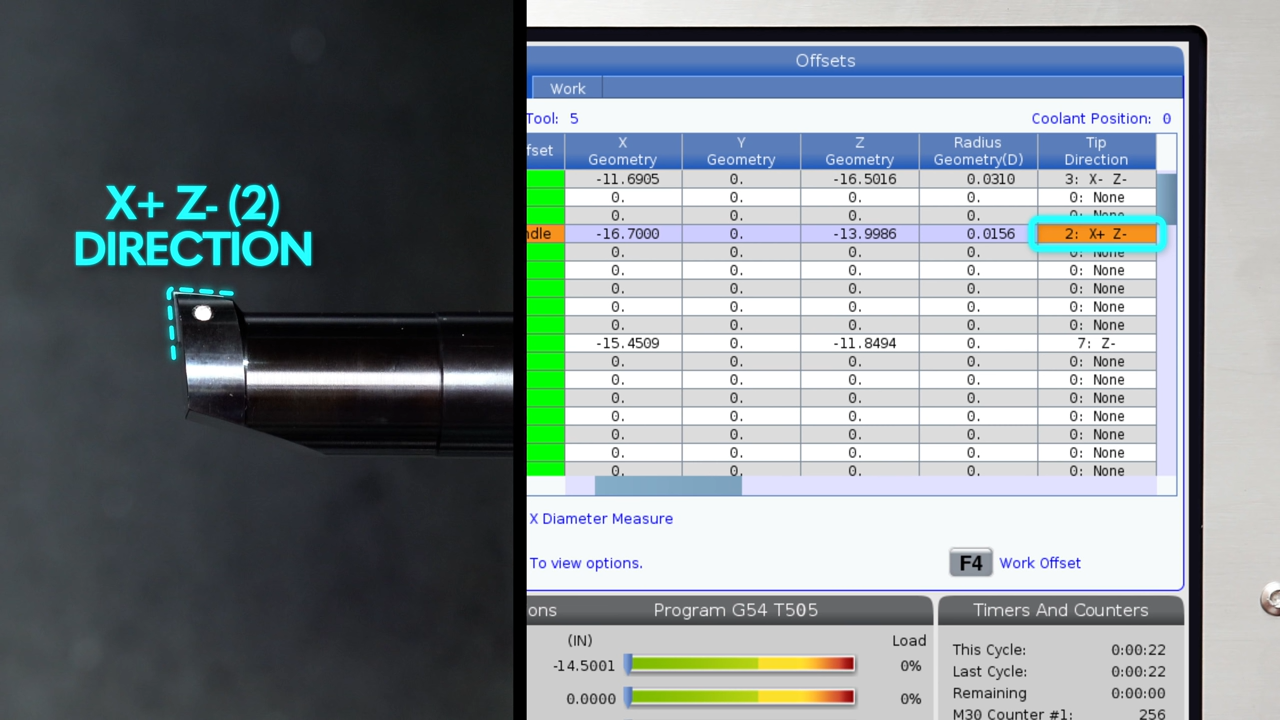 X+ Z- (2)
DIRECTION
Offsets
Work
Tool: 5
Coolant Position: 0
fset X Geometry Y Geometry Z Geometry Radius Geometry(D) Tip Direction
-11.6905 0. -16.5016 0.0310 3: X- Z-
0. 0. 0. 0. 0: None
0. 0. 0. 0. 0: None
ndle -16.7000 0. -13.9986 0.0156 2: X+ Z-
0. 0. 0. 0. 0: None
0. 0. 0. 0. 0: None
0. 0. 0. 0. 0: None
0. 0. 0. 0. 0: None
0. 0. 0. 0. 0: None
-15.4509 0. -11.8494 0. 7: Z-
0. 0. 0. 0. 0: None
0. 0. 0. 0. 0: None
0. 0. 0. 0. 0: None
0. 0. 0. 0. 0: None
0. 0. 0. 0. 0: None
0. 0. 0. 0. 0: None
0. 0. 0. 0. 0: None
X Diameter Measure
To view options.
F4 Work Offset
ons
Program G54 T505
(IN) Load
-14.5001 0%
0.0000 0%
Timers And Counters
This Cycle: 0:00:22
Last Cycle: 0:00:22
Remaining 0:00:00
M30 Counter #1: 256